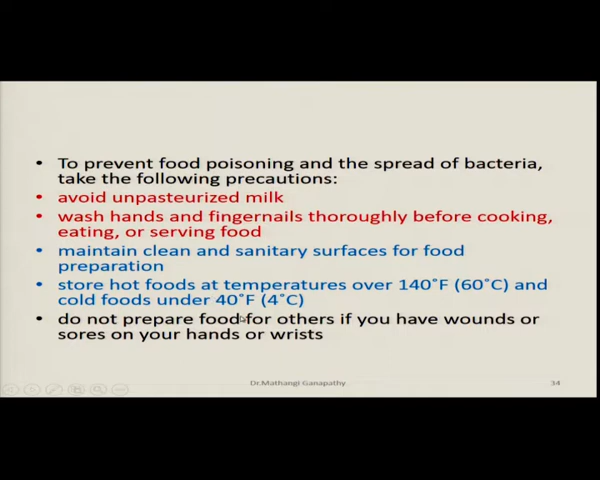 • To prevent food poisoning and the spread of bacteria,
take the following precautions:
• avoid unpasteurized milk
• wash hands and fingernails thoroughly before cooking,
eating, or serving food
• maintain clean and sanitary surfaces for food
preparation
• store hot foods at temperatures over 140˚F (60˚C) and
cold foods under 40˚F (4˚C)
• do not prepare food for others if you have wounds or
sores on your hands or wrists
Dr.Mathangi Ganapathy
34